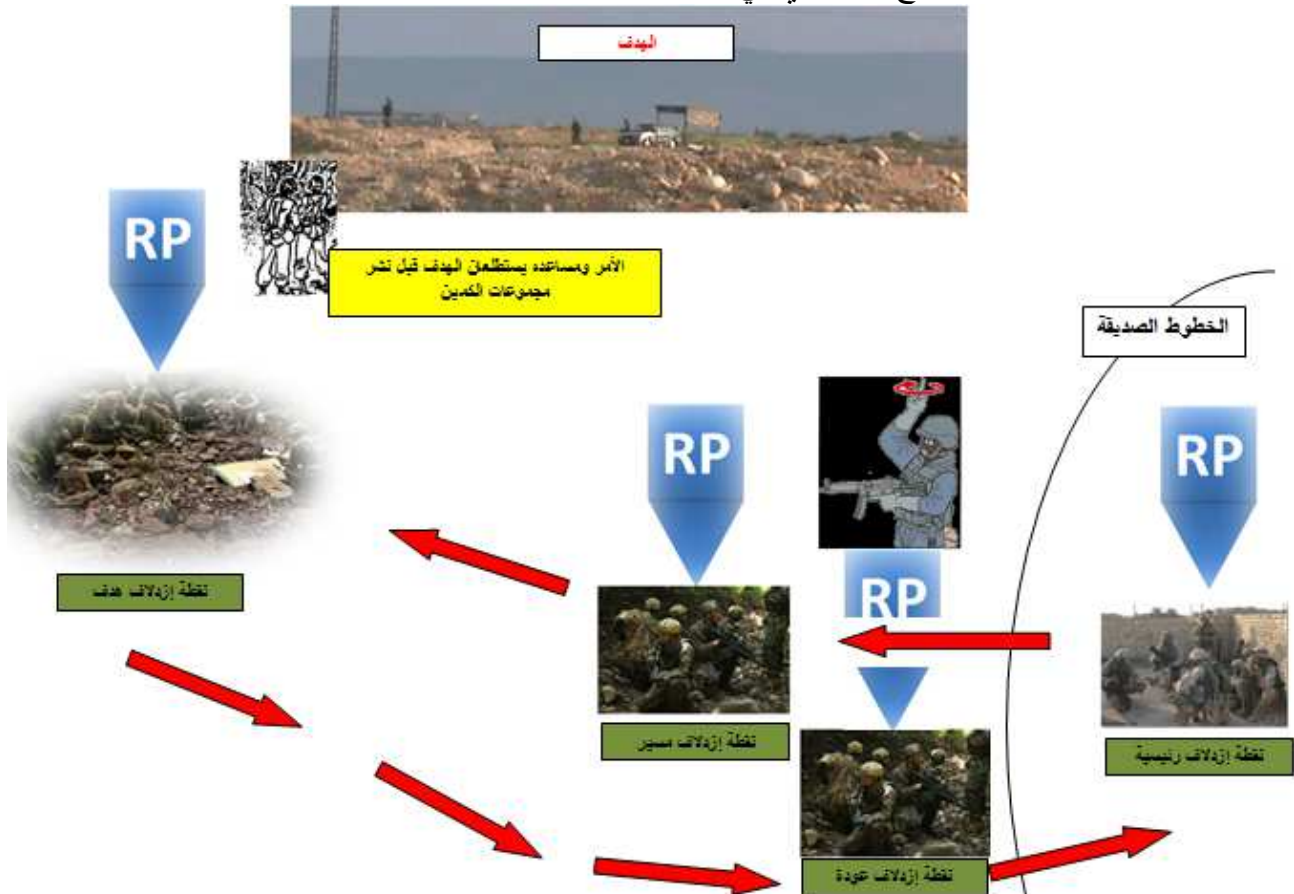 الهدف
RP
الأمر ومساعده يستطلعان الهدف قبل نشر
مجموعات الكمين
الخطوط الصديقة
RP
RP
RP
نقطة إزدلاف هدف
نقطة إزدلاف مسير
نقطة إزدلاف رئيسية
نقطة إزدلاف عودة